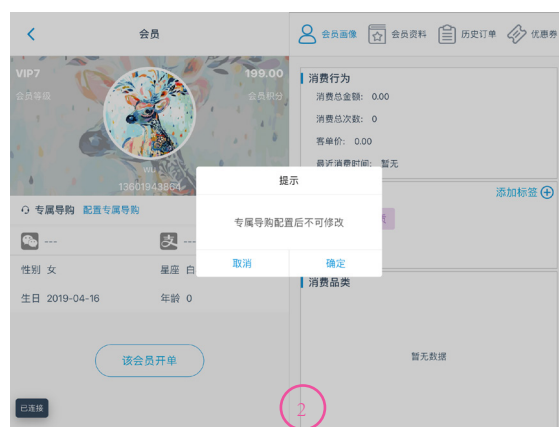 会员
会员画像
会员资料
历史订单
优惠券
VIP7
199.00
会员等级
会员积分
wu
13601943864
专属导购 配置专属导购
---
支 ---
性别 女
星座 白
生日 2019-04-16
年龄 0
该会员开单
已连接
消费行为
消费总金额: 0.00
消费总次数: 0
客单价: 0.00
最近消费时间: 暂无
添加标签
消费品类
暂无数据
提示
专属导购配置后不可修改
取消
确定
2